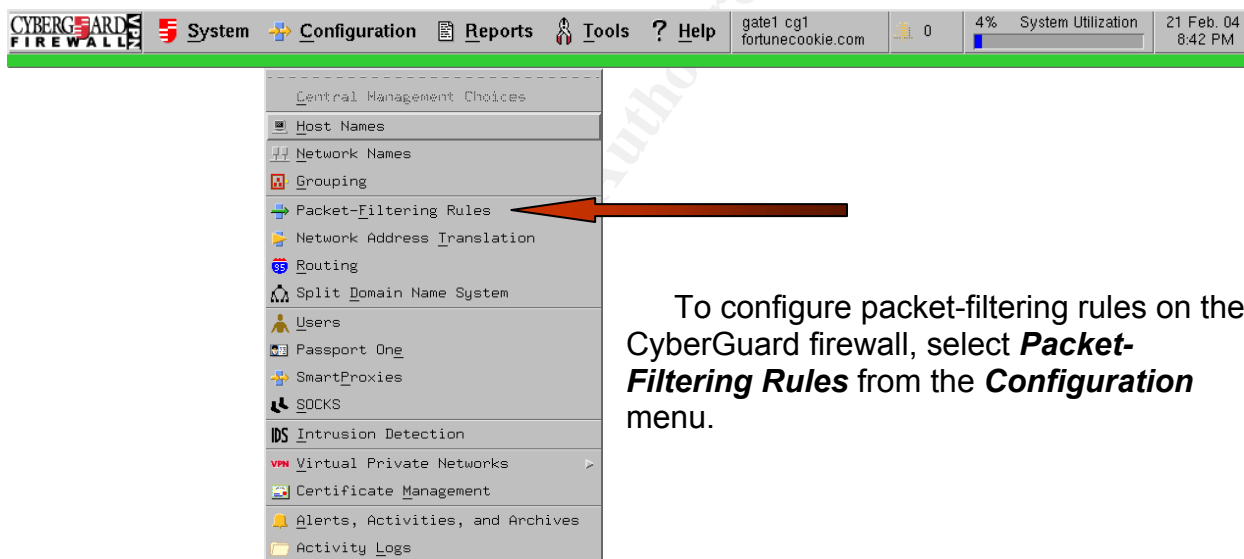 CYBERGUARD FIREWALL VPN System Configuration Reports Tools ? Help gate1 cg1 0 4% System Utilization 21 Feb. 04
fortunecookie.com 8:42 PM
Central Management Choices
Host Names
Network Names
Grouping
Packet-Filtering Rules
Network Address Translation
95 Routing
Split Domain Name System
Users
Passport One
SmartProxies
SOCKS
IDS Intrusion Detection
VPN Virtual Private Networks
Certificate Management
Alerts, Activities, and Archives
Activity Logs
To configure packet-filtering rules on the
CyberGuard firewall, select Packet-
Filtering Rules from the Configuration
menu.
Autho